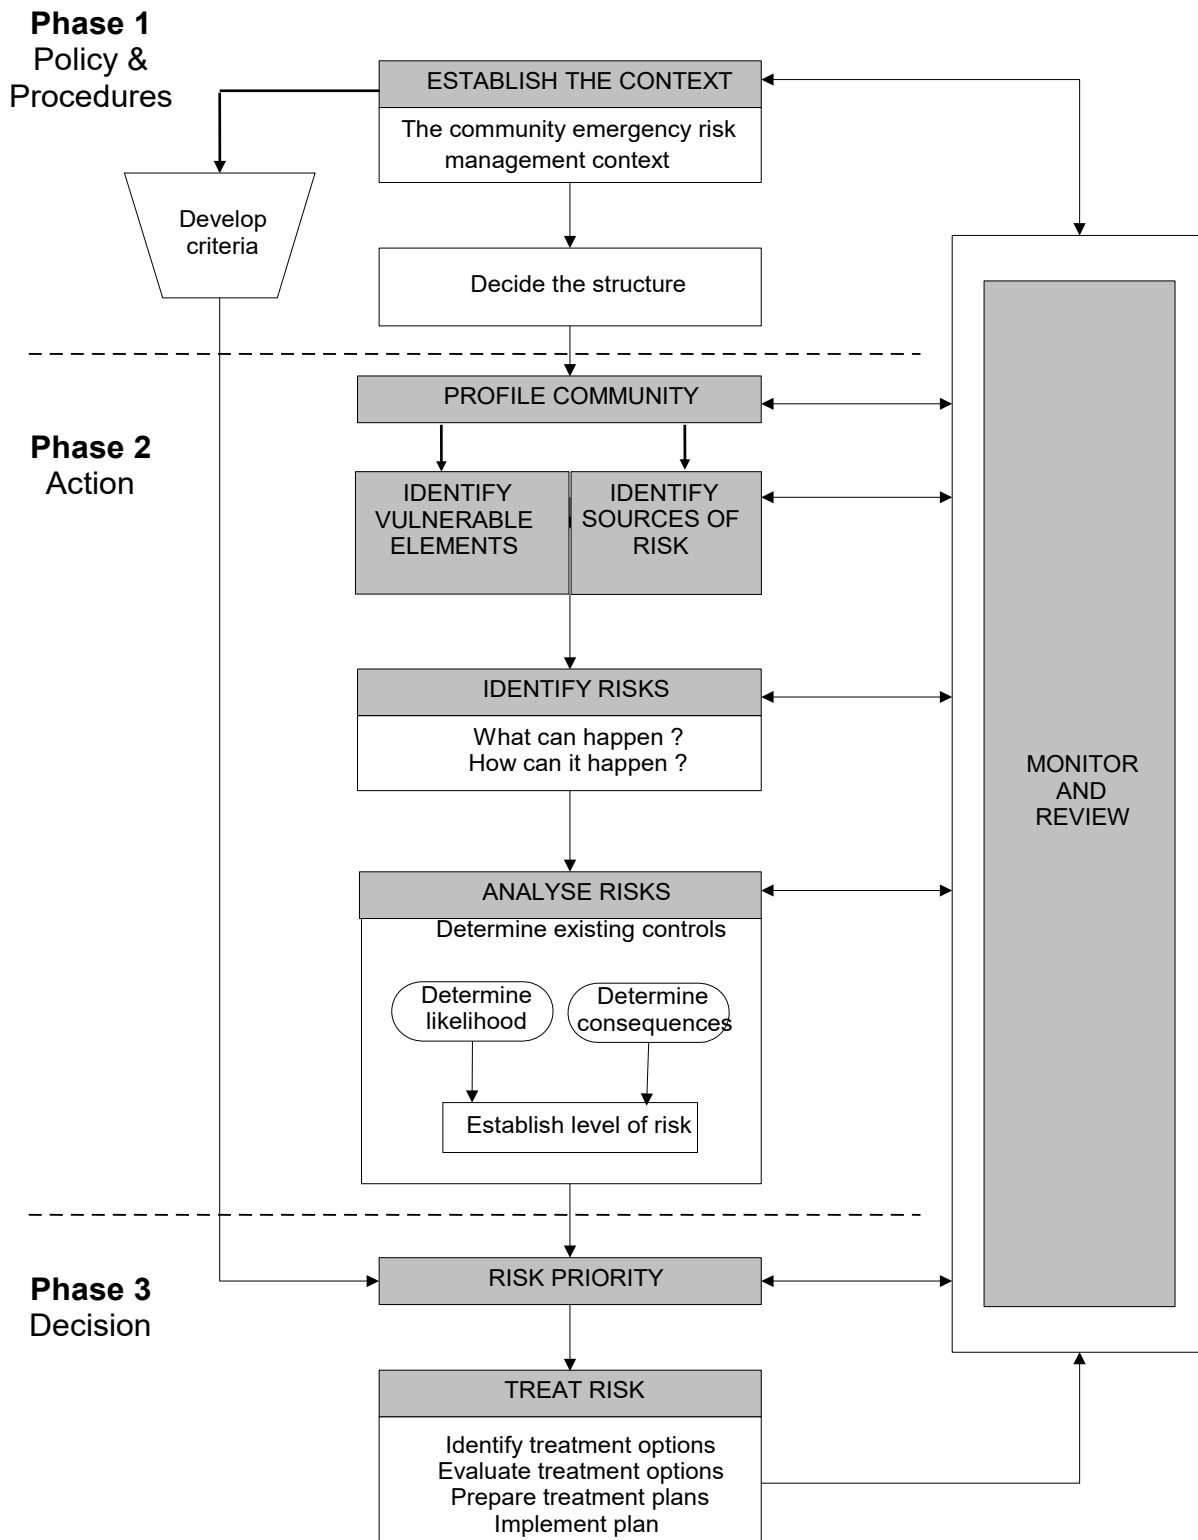 Phase 1
Policy &
Procedures
ESTABLISH THE CONTEXT
The community emergency risk
management context
Develop
criteria
Decide the structure
PROFILE COMMUNITY
Phase 2
Action
IDENTIFY
VULNERABLE
ELEMENTS
IDENTIFY
SOURCES OF
RISK
IDENTIFY RISKS
What can happen ?
How can it happen ?
MONITOR
AND
REVIEW
ANALYSE RISKS
Determine existing controls
Determine
likelihood
Determine
consequences
Establish level of risk
Phase 3
Decision
RISK PRIORITY
TREAT RISK
Identify treatment options
Evaluate treatment options
Prepare treatment plans
Implement plan